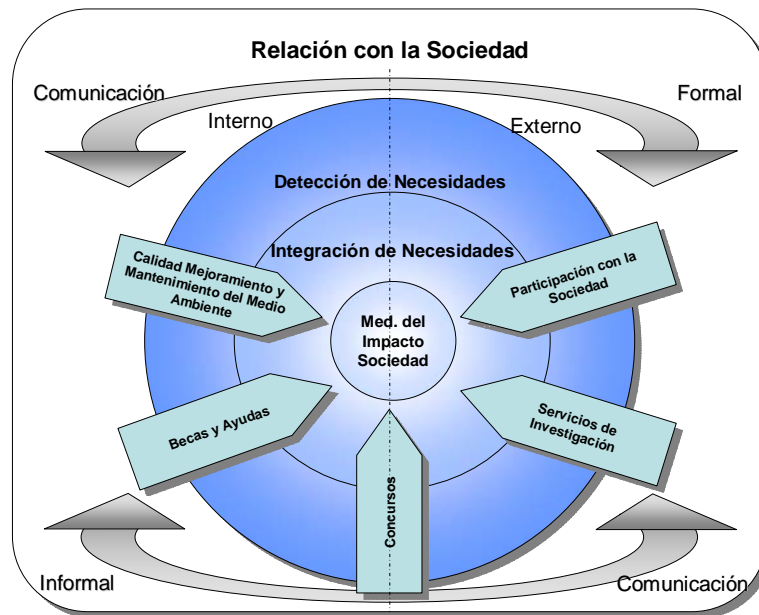 Relación con la Sociedad
Comunicación
Formal
Interno
Externo
Detección de Necesidades
Integración de Necesidades
Calidad Mejoramiento y
Mantenimiento del Medio
Ambiente
Participación con la
Sociedad
Med. del
Impacto
Sociedad
Becas y Ayudas
Servicios de
Investigación
Concursos
Informal
Comunicación